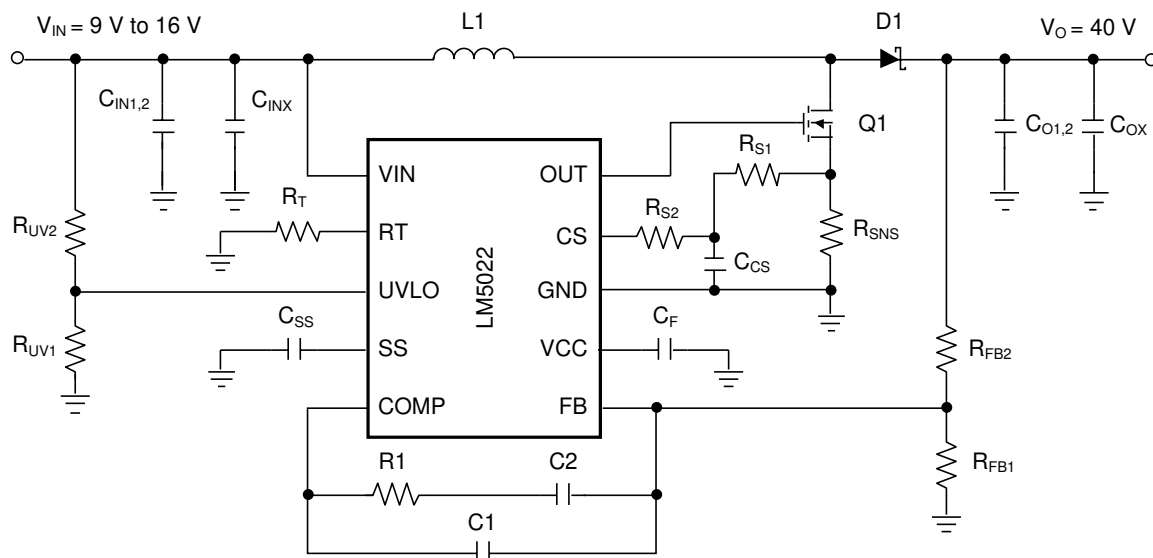 V_IN = 9 V to 16 V
L1
D1
V_O = 40 V
C_IN1,2
C_INX
Q1
C_O1,2
C_OX
VIN
OUT
R_S1
R_T
R_S2
R_UV2
RT
CS
R_SNS
C_CS
UVLO
GND
LM5022
C_SS
C_F
R_UV1
SS
VCC
R_FB2
COMP
FB
R1
C2
R_FB1
C1